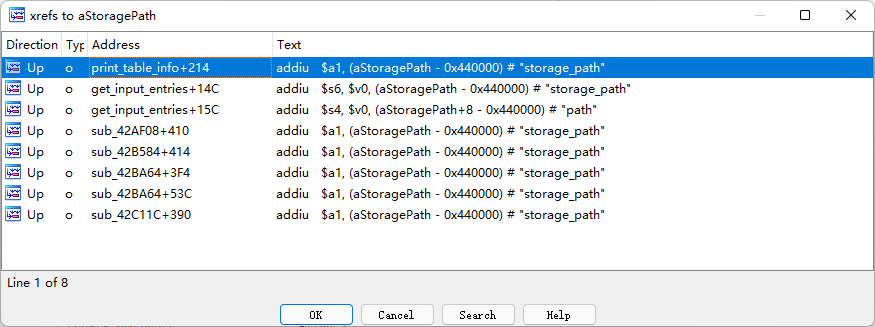 xrefs to aStoragePath
Direction Typ Address Text
Up o print_table_info+214 addiu $a1, (aStoragePath - 0x440000) # "storage_path"
Up o get_input_entries+14C addiu $s6, $v0, (aStoragePath - 0x440000) # "storage_path"
Up o get_input_entries+15C addiu $s4, $v0, (aStoragePath+8 - 0x440000) # "path"
Up o sub_42AF08+410 addiu $a1, (aStoragePath - 0x440000) # "storage_path"
Up o sub_42B584+414 addiu $a1, (aStoragePath - 0x440000) # "storage_path"
Up o sub_42BA64+3F4 addiu $a1, (aStoragePath - 0x440000) # "storage_path"
Up o sub_42BA64+53C addiu $a1, (aStoragePath - 0x440000) # "storage_path"
Up o sub_42C11C+390 addiu $a1, (aStoragePath - 0x440000) # "storage_path"
Line 1 of 8
OK Cancel Search Help